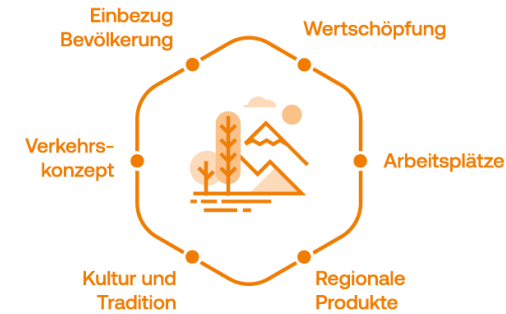 Einbezug
Bevölkerung
Wertschöpfung
Verkehrs-
konzept
Arbeitsplätze
Kultur und
Tradition
Regionale
Produkte